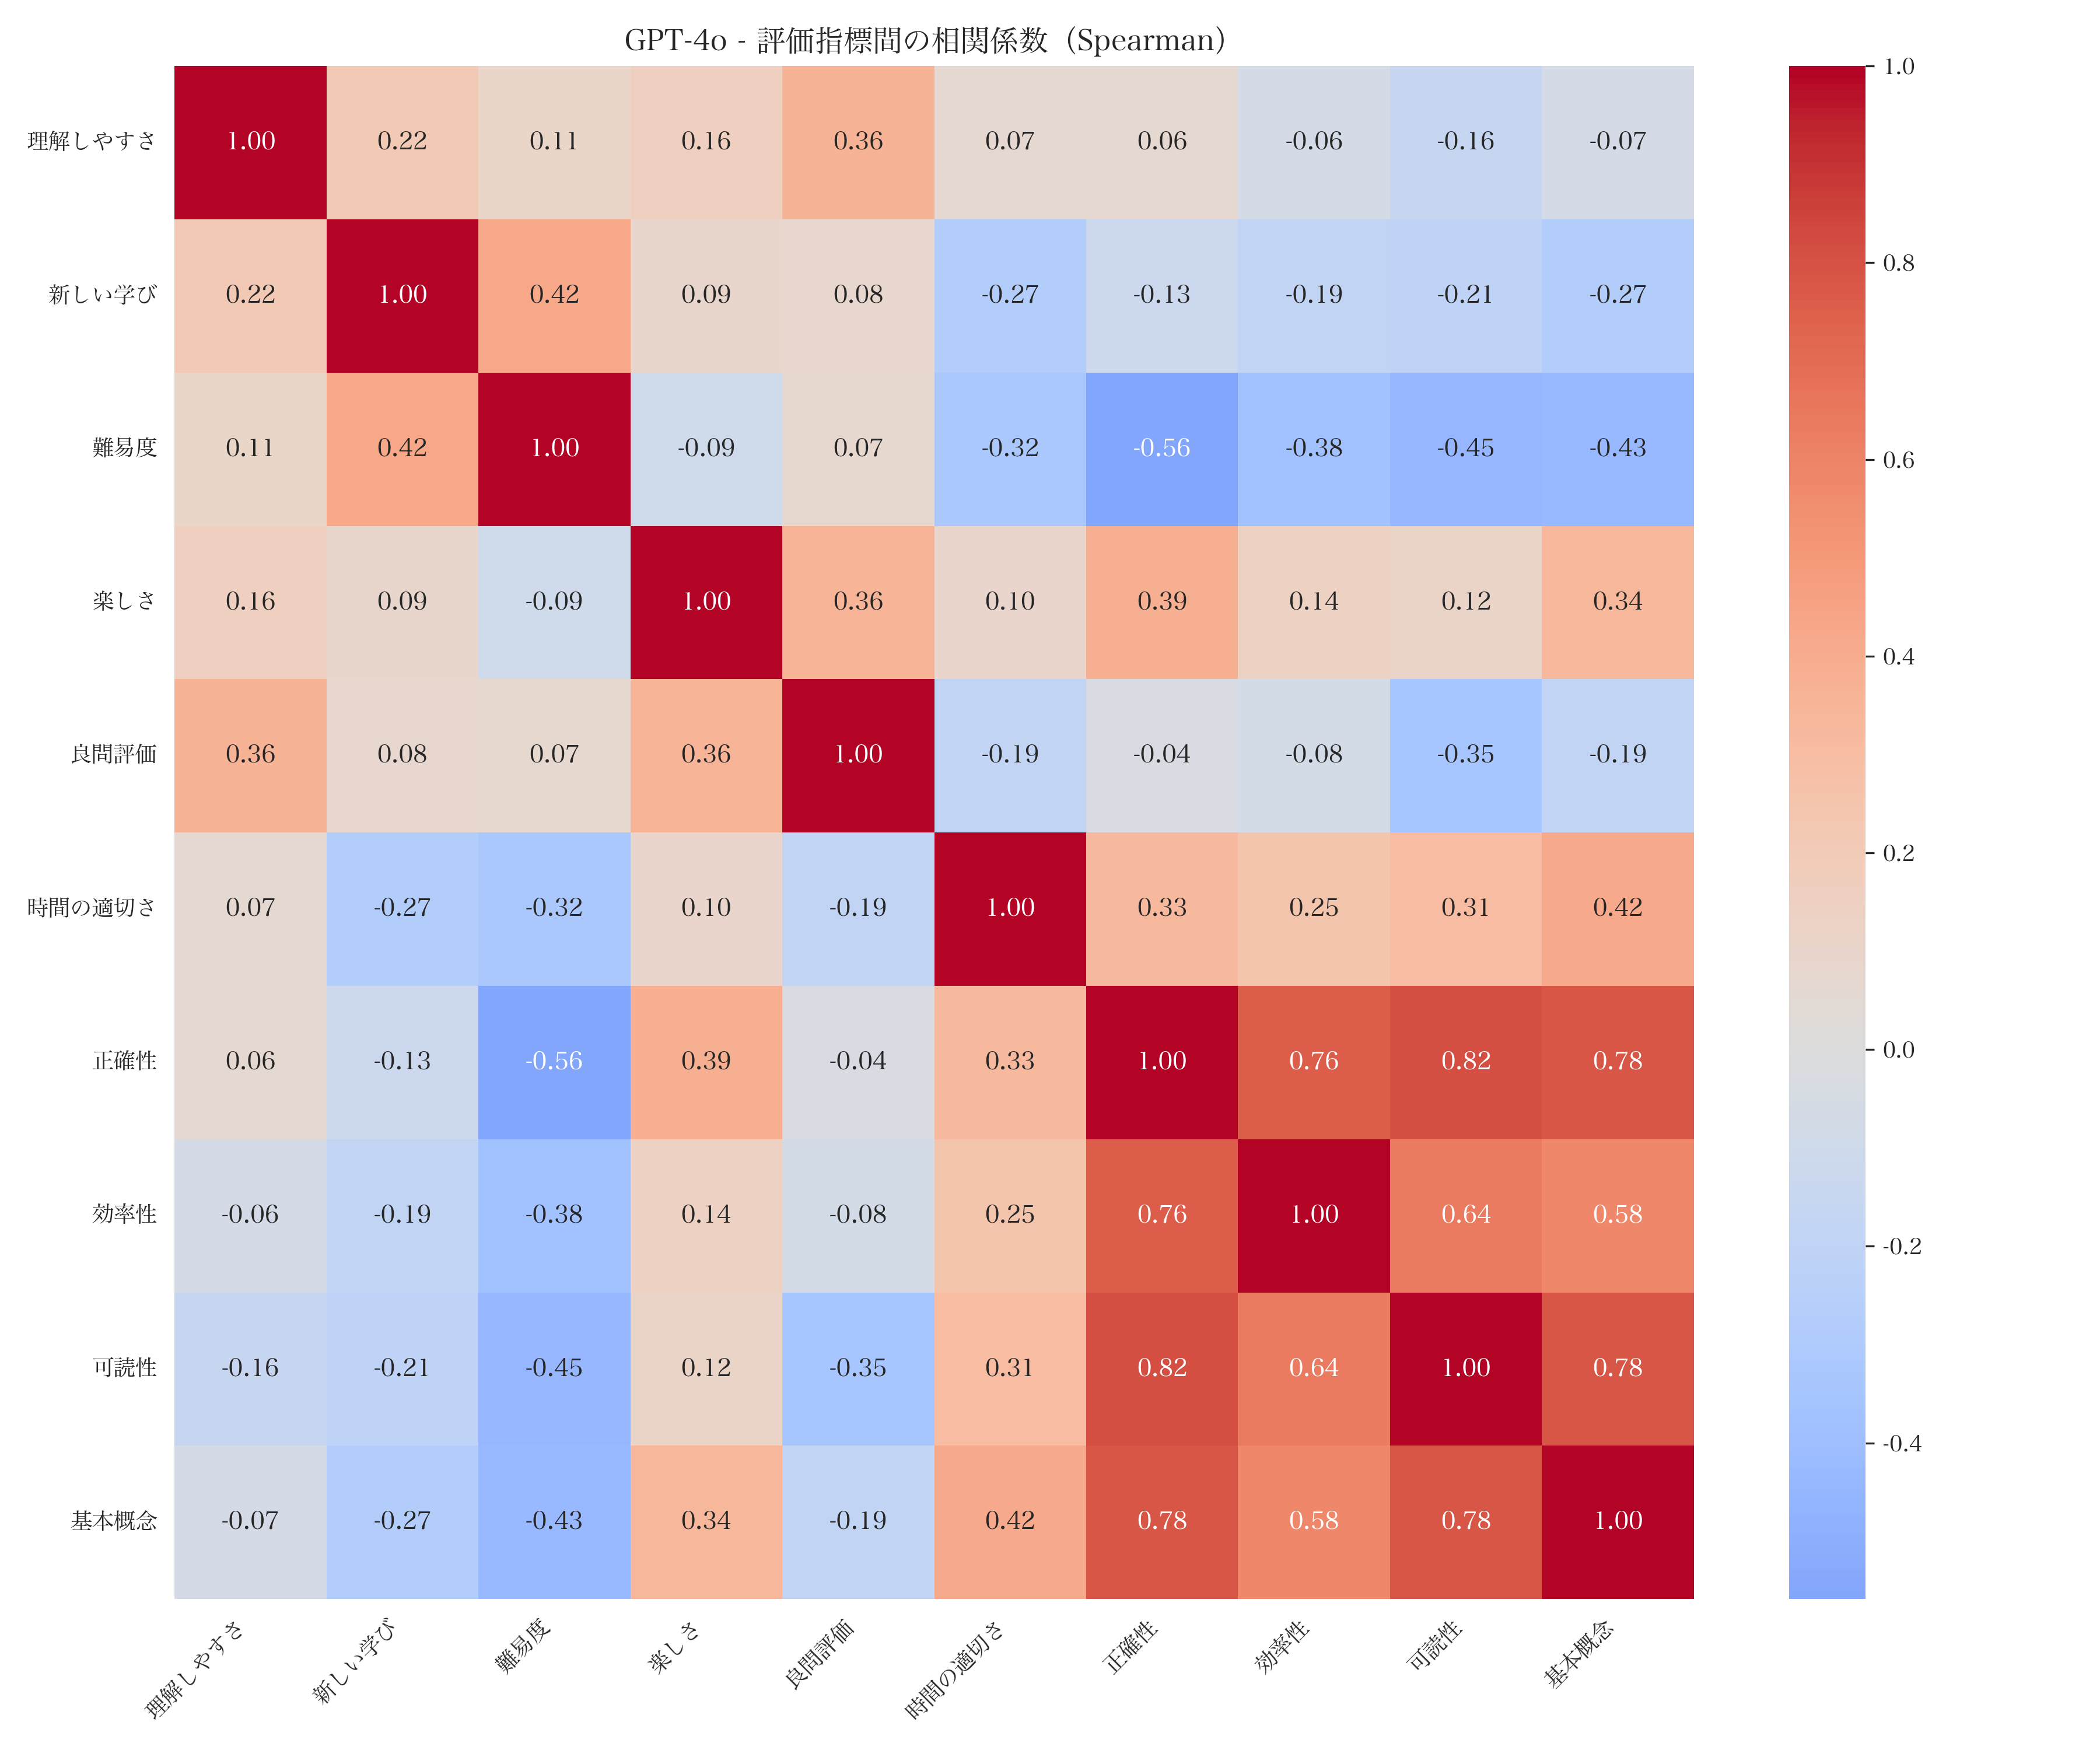 GPT-4o - 評価指標間の相関係数（Spearman）
理解しやすさ 1.00 0.22 0.11 0.16 0.36 0.07 0.06 -0.06 -0.16 -0.07
新しい学び 0.22 1.00 0.42 0.09 0.08 -0.27 -0.13 -0.19 -0.21 -0.27
難易度 0.11 0.42 1.00 -0.09 0.07 -0.32 -0.56 -0.38 -0.45 -0.43
楽しさ 0.16 0.09 -0.09 1.00 0.36 0.10 0.39 0.14 0.12 0.34
良問評価 0.36 0.08 0.07 0.36 1.00 -0.19 -0.04 -0.08 -0.35 -0.19
時間の適切さ 0.07 -0.27 -0.32 0.10 -0.19 1.00 0.33 0.25 0.31 0.42
正確性 0.06 -0.13 -0.56 0.39 -0.04 0.33 1.00 0.76 0.82 0.78
効率性 -0.06 -0.19 -0.38 0.14 -0.08 0.25 0.76 1.00 0.64 0.58
可読性 -0.16 -0.21 -0.45 0.12 -0.35 0.31 0.82 0.64 1.00 0.78
基本概念 -0.07 -0.27 -0.43 0.34 -0.19 0.42 0.78 0.58 0.78 1.00
理解しやすさ 新しい学び 難易度 楽しさ 良問評価 時間の適切さ 正確性 効率性 可読性 基本概念
1.0
0.8
0.6
0.4
0.2
0.0
-0.2
-0.4